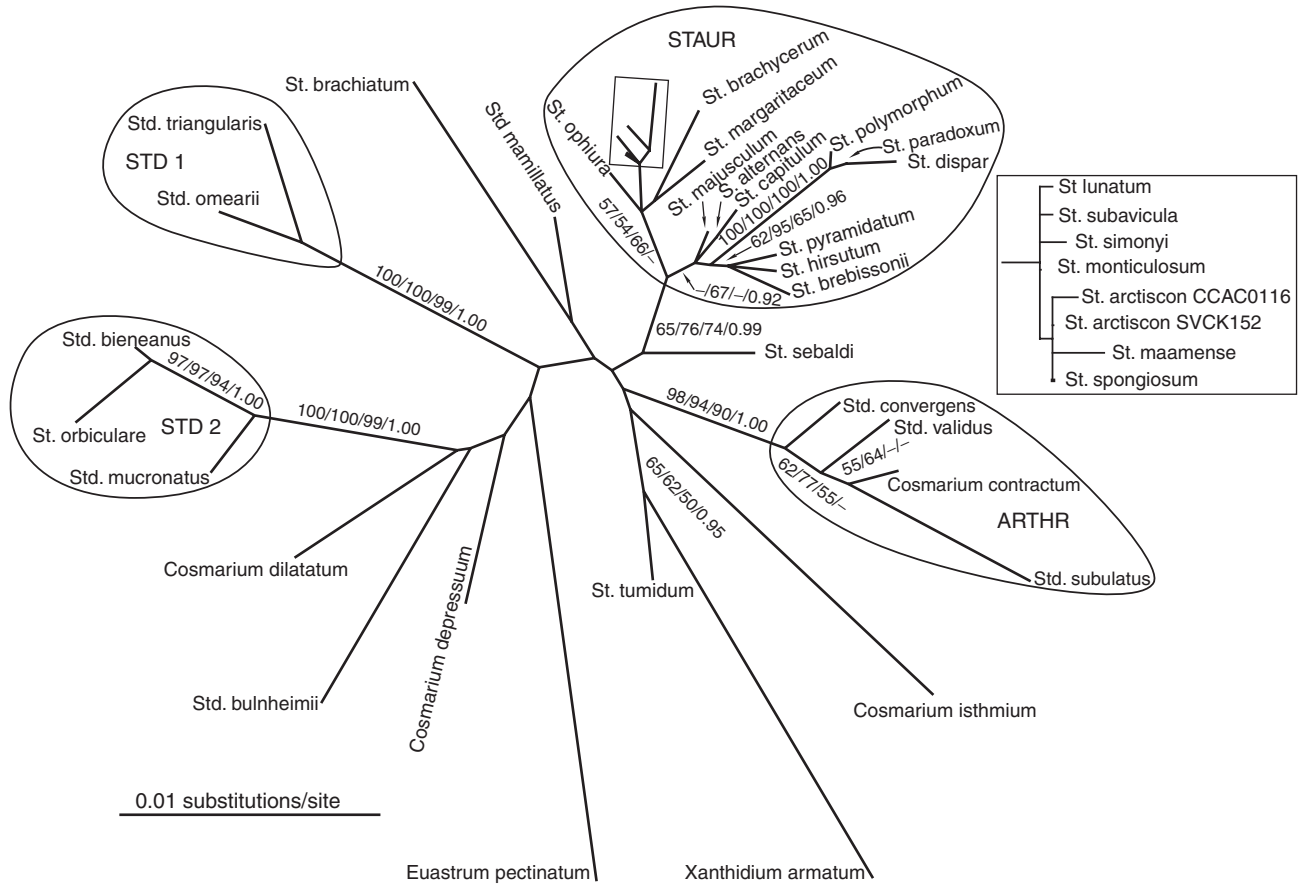 STAUR
St. brachiatum
St. brachycerum
Std. triangularis
STD 1
Std. omearii
Std mamillatus
St. ophiura
St. margaritaceum
St. majusculum
S. alternans
St. capitulum
St. polymorphum
St. paradoxum
St. dispar
100/100/100/1.00
62/95/65/0.96
St. pyramidatum
St. hirsutum
St. brebissonii
57/54/66/–
–/67/–/0.92
65/76/74/0.99
St. sebaldi
St lunatum
St. subavicula
St. simonyi
St. monticulosum
St. arctiscon CCAC0116
St. arctiscon SVCK152
St. maamense
St. spongiosum
100/100/99/1.00
Std. bieneanus
97/97/94/1.00
St. orbiculare
STD 2
Std. mucronatus
100/100/99/1.00
98/94/90/1.00
Std. convergens
Std. validus
55/64/–/–
62/77/55/–
Cosmarium contractum
ARTHR
Std. subulatus
65/62/50/0.95
Cosmarium dilatatum
St. tumidum
Cosmarium depressuum
Std. bulnheimii
Cosmarium isthmium
0.01 substitutions/site
Euastrum pectinatum
Xanthidium armatum